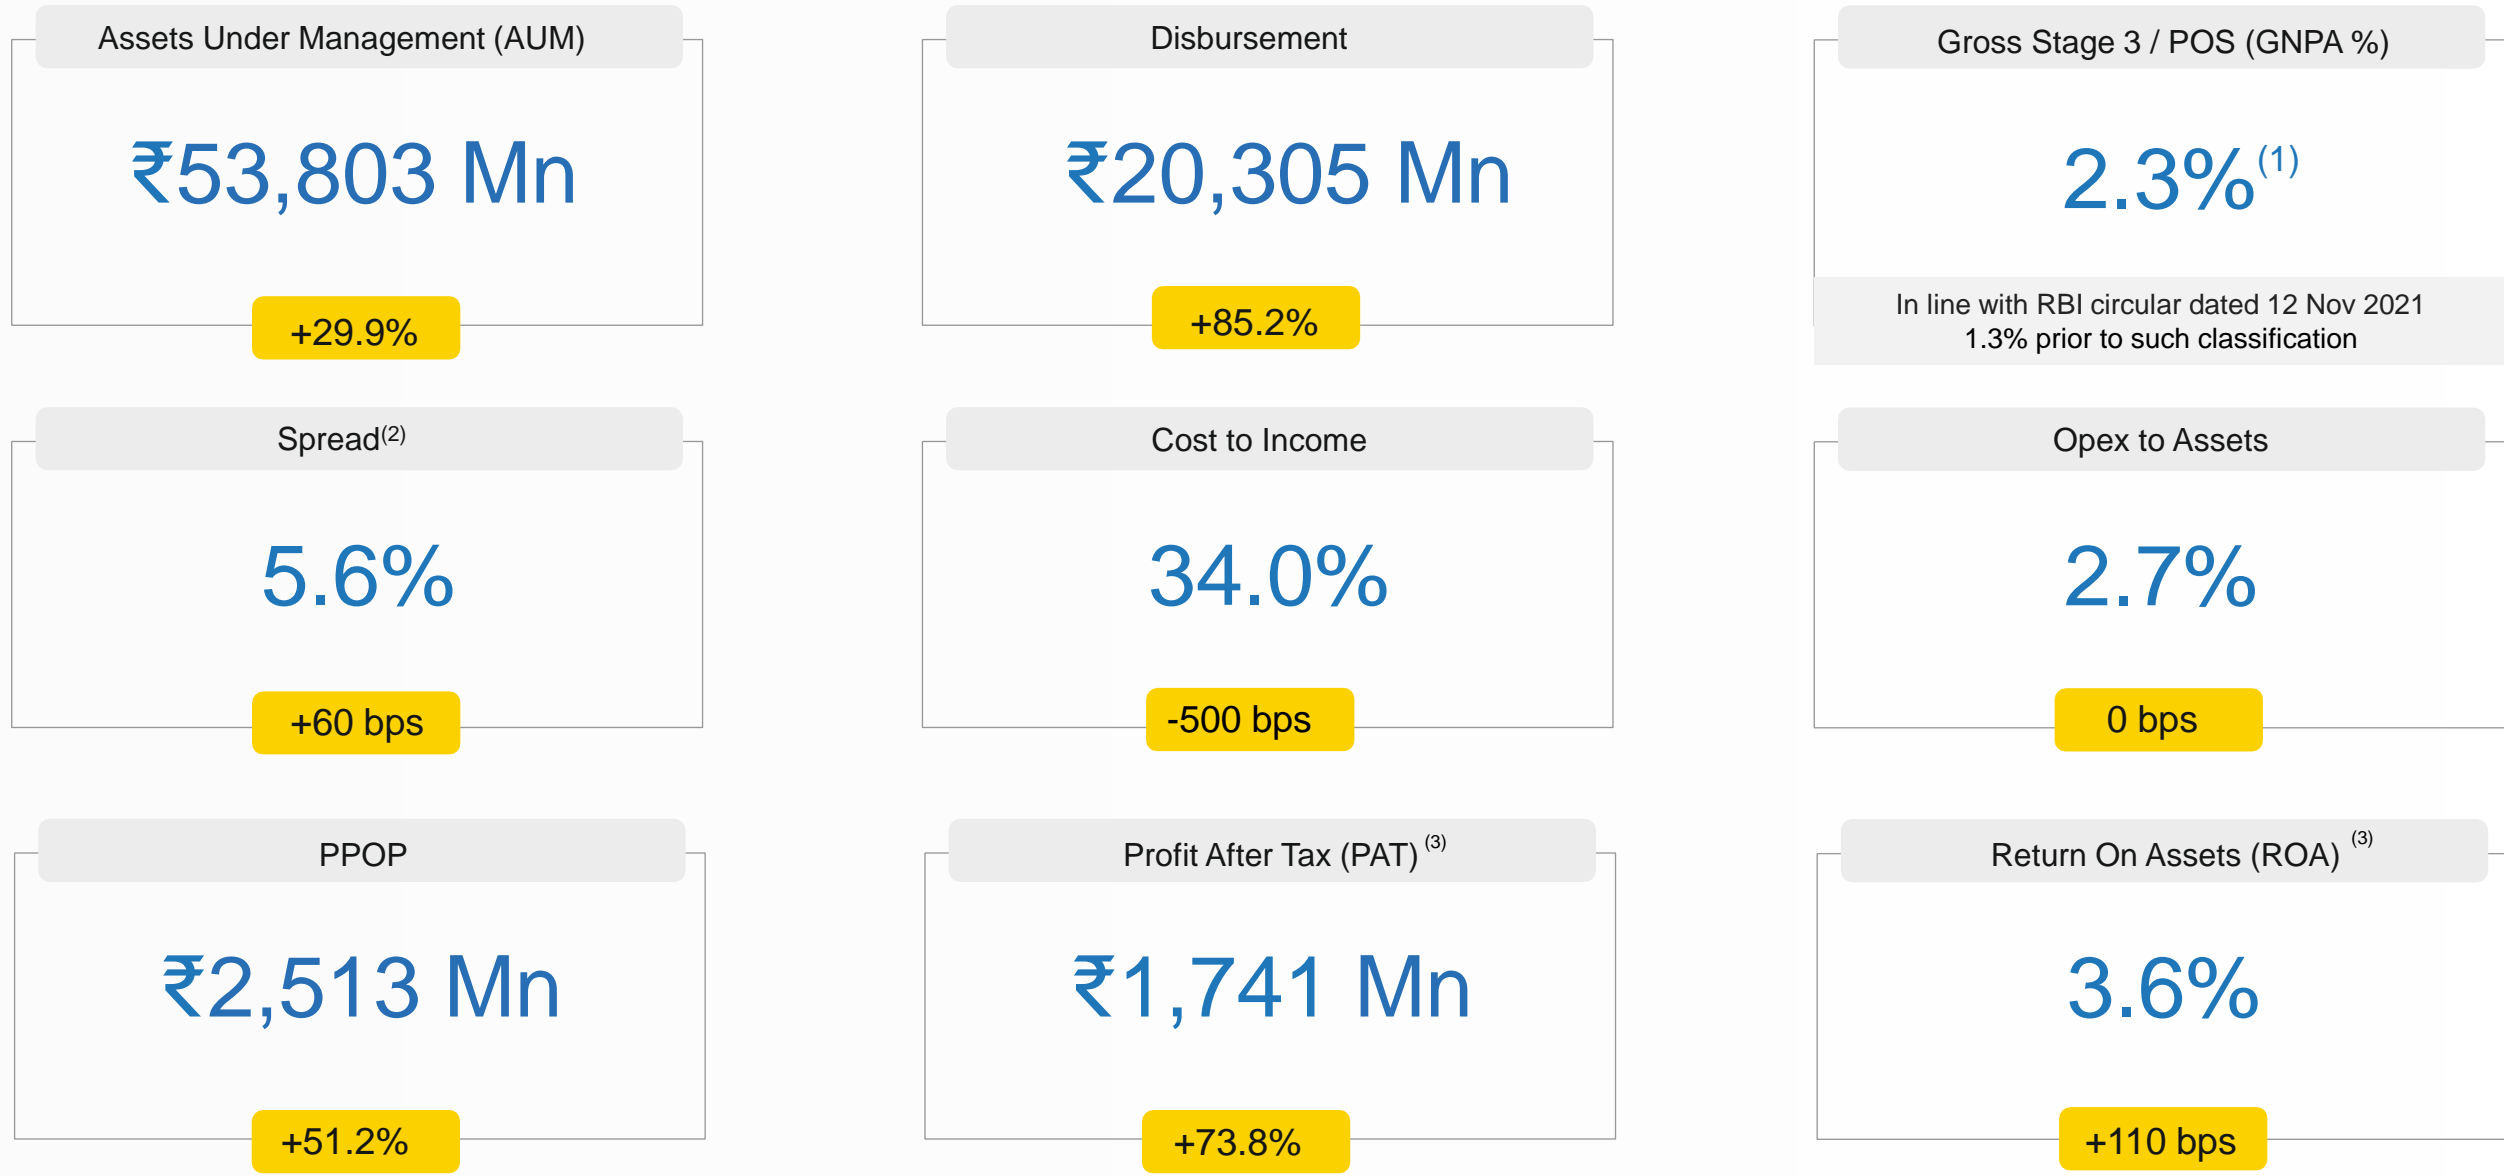 Assets Under Management (AUM)
₹53,803 Mn
+29.9%
Disbursement
₹20,305 Mn
+85.2%
Gross Stage 3 / POS (GNPA %)
2.3%(1)
In line with RBI circular dated 12 Nov 2021
1.3% prior to such classification
Spread(2)
5.6%
+60 bps
Cost to Income
34.0%
-500 bps
Opex to Assets
2.7%
0 bps
PPOP
₹2,513 Mn
+51.2%
Profit After Tax (PAT) (3)
₹1,741 Mn
+73.8%
Return On Assets (ROA) (3)
3.6%
+110 bps